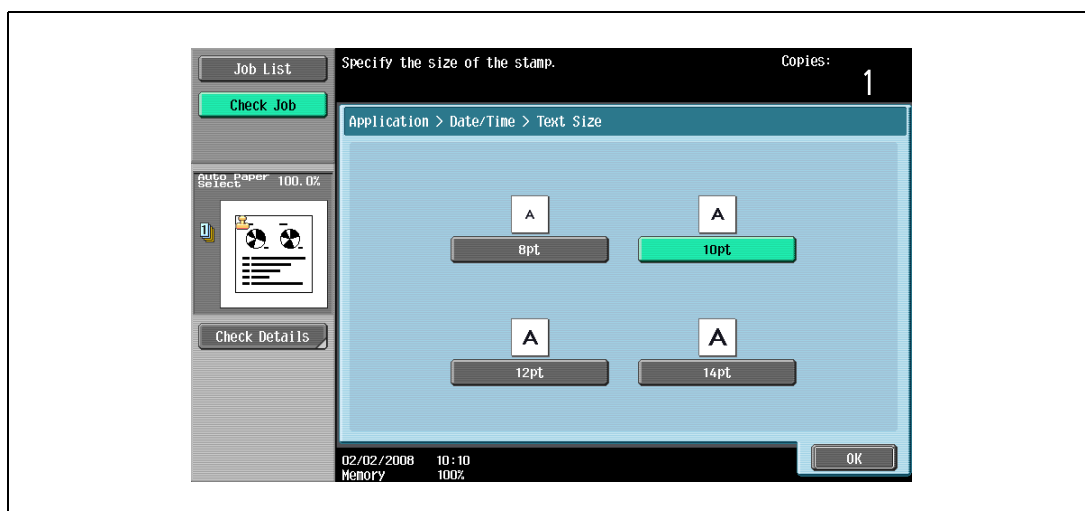 Job List
Check Job
Specify the size of the stamp.
Copies:
1
Application > Date/Time > Text Size
Auto Paper
Select
100.0%
1
A
A
8pt
10pt
A
A
12pt
14pt
Check Details
02/02/2008 10:10
Memory 100%
OK